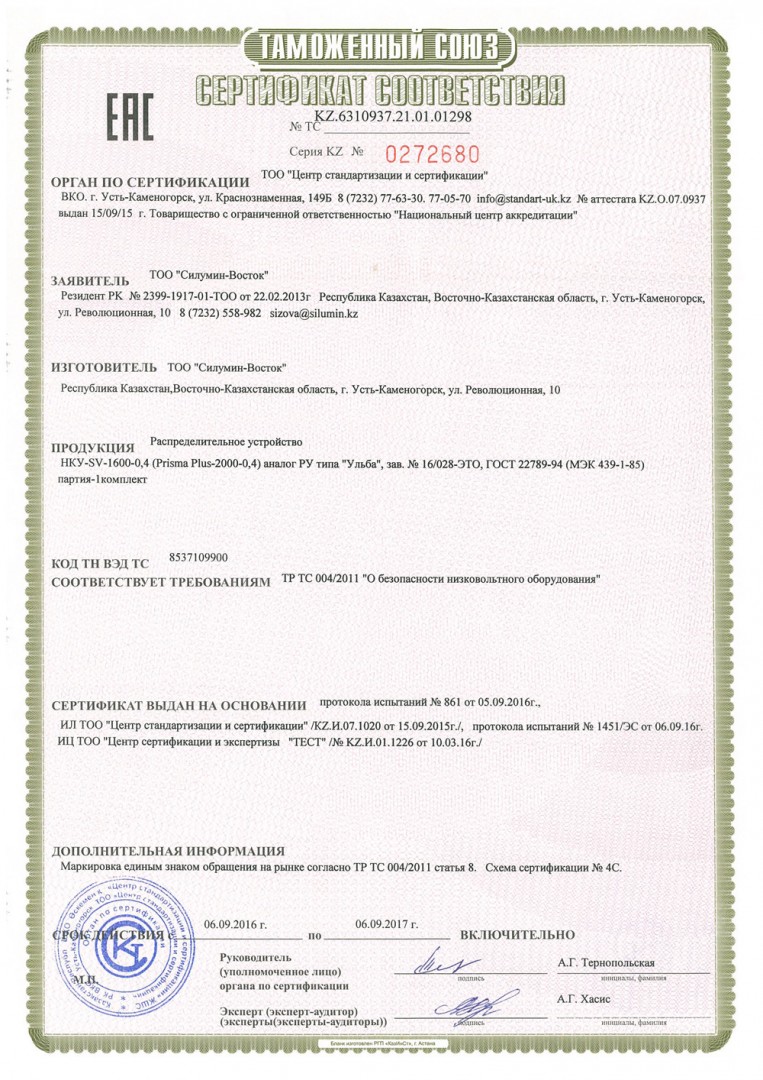 ТАМОЖЕННЫЙ СОЮЗ
СЕРТИФИКАТ СООТВЕТСТВИЯ
ЕАС
№ ТС KZ.6310937.21.01.01298
Серия KZ № 0272680
ОРГАН ПО СЕРТИФИКАЦИИ ТОО "Центр стандартизации и сертификации"
ВКО. г. Усть-Каменогорск, ул. Краснознаменная, 149Б 8 (7232) 77-63-30. 77-05-70 info@standart-uk.kz № аттестата KZ.O.07.0937
выдан 15/09/15 г. Товарищество с ограниченной ответственностью "Национальный центр аккредитации"
ЗАЯВИТЕЛЬ ТОО "Силумин-Восток"
Резидент РК № 2399-1917-01-ТОО от 22.02.2013г Республика Казахстан, Восточно-Казахстанская область, г. Усть-Каменогорск,
ул. Революционная, 10 8 (7232) 558-982 sizova@silumin.kz
ИЗГОТОВИТЕЛЬ ТОО "Силумин-Восток"
Республика Казахстан,Восточно-Казахстанская область, г. Усть-Каменогорск, ул. Революционная, 10
ПРОДУКЦИЯ Распределительное устройство
НКУ-SV-1600-0,4 (Prisma Plus-2000-0,4) аналог РУ типа "Ульба", зав. № 16/028-ЭТО, ГОСТ 22789-94 (МЭК 439-1-85)
партия-1комплект
КОД ТН ВЭД ТС 8537109900
СООТВЕТСТВУЕТ ТРЕБОВАНИЯМ ТР ТС 004/2011 "О безопасности низковольтного оборудования"
СЕРТИФИКАТ ВЫДАН НА ОСНОВАНИИ протокола испытаний № 861 от 05.09.2016г.,
ИЛ ТОО "Центр стандартизации и сертификации" /KZ.И.07.1020 от 15.09.2015г./, протокола испытаний № 1451/ЭС от 06.09.16г.
ИЦ ТОО "Центр сертификации и экспертизы "ТЕСТ" /№ KZ.И.01.1226 от 10.03.16г./
ДОПОЛНИТЕЛЬНАЯ ИНФОРМАЦИЯ
Маркировка единым знаком обращения на рынке согласно ТР ТС 004/2011 статья 8. Схема сертификации № 4С.
СРОК ДЕЙСТВИЯ с 06.09.2016 г. по 06.09.2017 г. ВКЛЮЧИТЕЛЬНО
М.П.
Руководитель
(уполномоченное лицо)
органа по сертификации
подпись
А.Г. Тернопольская
инициалы, фамилия
Эксперт (эксперт-аудитор)
(эксперты(эксперты-аудиторы))
подпись
А.Г. Хасис
инициалы, фамилия
Бланк изготовлен РГП «КазИнСт», г. Астана